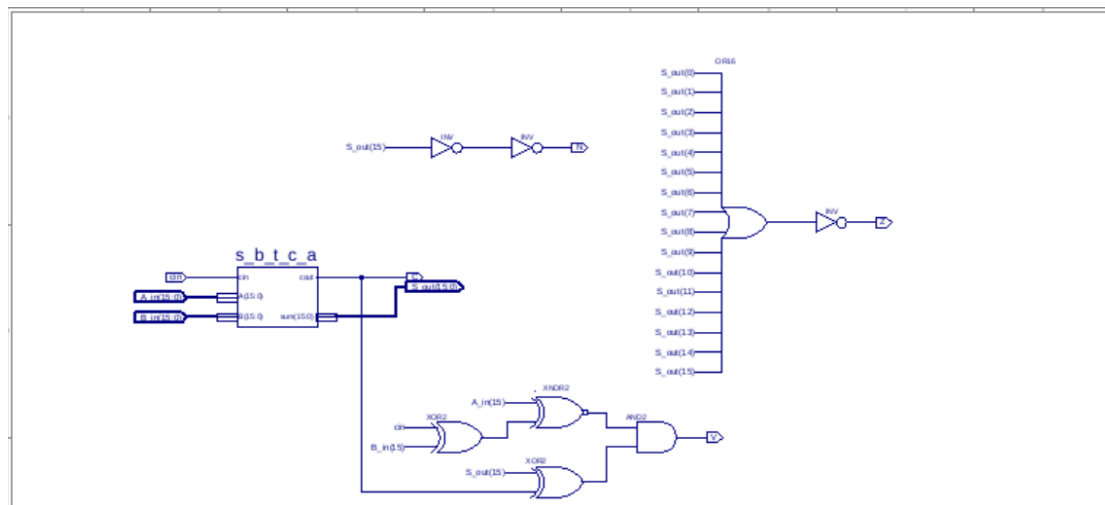 OR16
S_out(0)
S_out(1)
S_out(2)
S_out(3)
S_out(4)
S_out(5)
S_out(6)
S_out(7)
S_out(8)
S_out(9)
S_out(10)
S_out(11)
S_out(12)
S_out(13)
S_out(14)
S_out(15)
INV
Z
S_out(15)
INV
INV
N
s_b_t_c_a
cin
cin
cout
C
A_in(15:0)
A(15:0)
S_out(15:0)
B_in(15:0)
B(15:0)
sum(15:0)
XNOR2
A_in(15)
XOR2
cin
B_in(15)
AND2
V
XOR2
S_out(15)